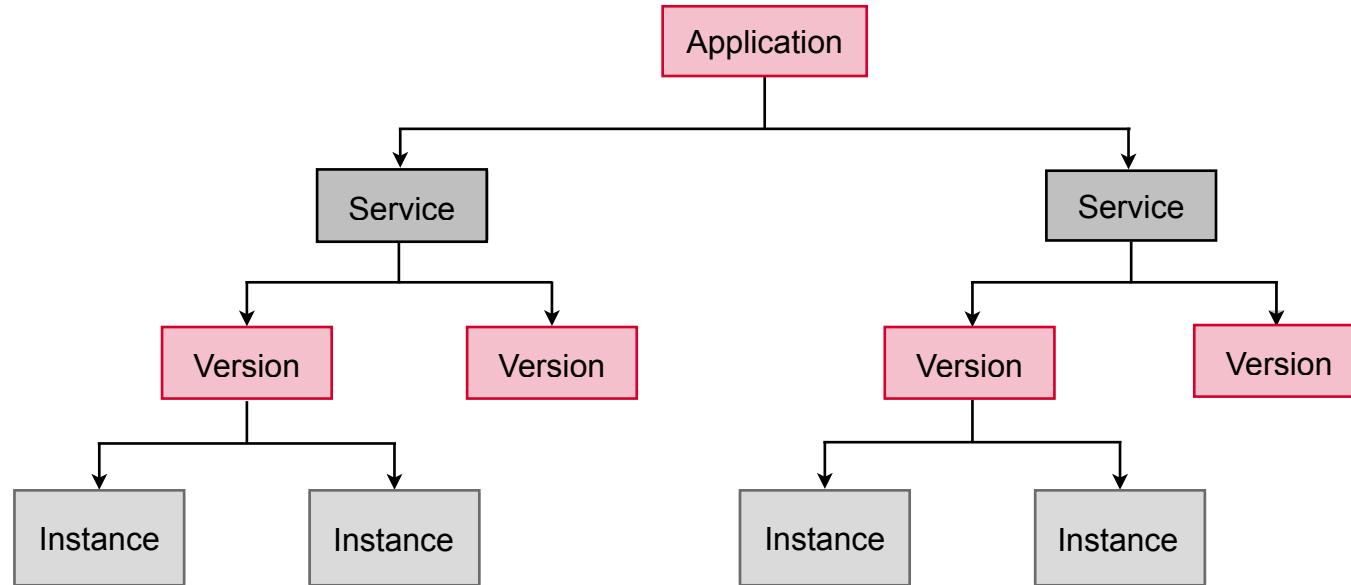 Application
Service
Service
Version
Version
Version
Version
Instance
Instance
Instance
Instance